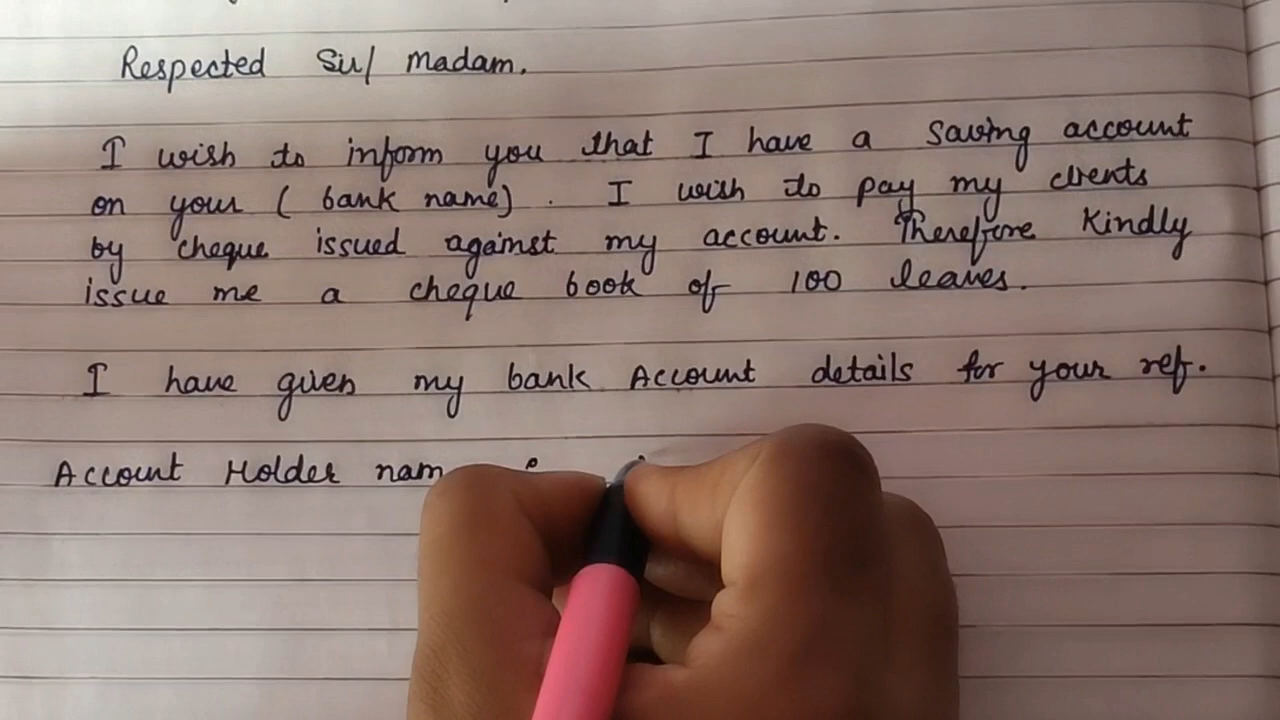 Respected Sir/ madam.
I wish to inform you that I have a saving account
on your ( bank name) . I wish to pay my clients
by cheque issued against my account. Therefore Kindly
issue me a cheque book of 100 leaves.
I have given my bank Account details for your ref.
Account Holder nam